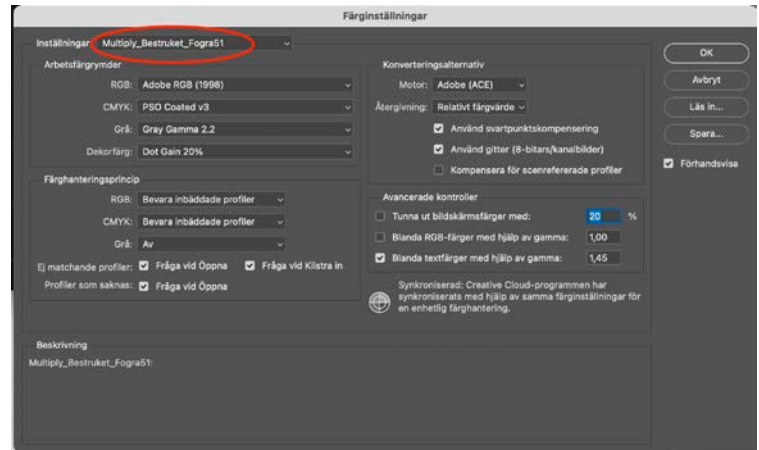 Färginställningar
Inställningar: Multiply_Bestruket_Fogra51
Arbetsfärgrymder
RGB: Adobe RGB (1998)
CMYK: PSO Coated v3
Grå: Gray Gamma 2.2
Dekorfärg: Dot Gain 20%
Färghanteringsprincip
RGB: Bevara inbäddade profiler
CMYK: Bevara inbäddade profiler
Grå: Av
Ej matchande profiler: Fråga vid Öppna Fråga vid Klistra in
Profiler som saknas: Fråga vid Öppna
Konverteringsalternativ
Motor: Adobe (ACE)
Återgivning: Relativt färgvärde
Använd svartpunktskompensering
Använd gitter (8-bitars/kanalbilder)
Kompensera för scenrefererade profiler
Avancerade kontroller
Tunna ut bildskärmsfärger med: 20 %
Blanda RGB-färger med hjälp av gamma: 1,00
Blanda textfärger med hjälp av gamma: 1,45
Synkroniserad: Creative Cloud-programmen har
synkroniserats med hjälp av samma färginställningar för
en enhetlig färghantering.
OK
Avbryt
Läs in...
Spara...
Förhandsvisa
Beskrivning
Multiply_Bestruket_Fogra51: